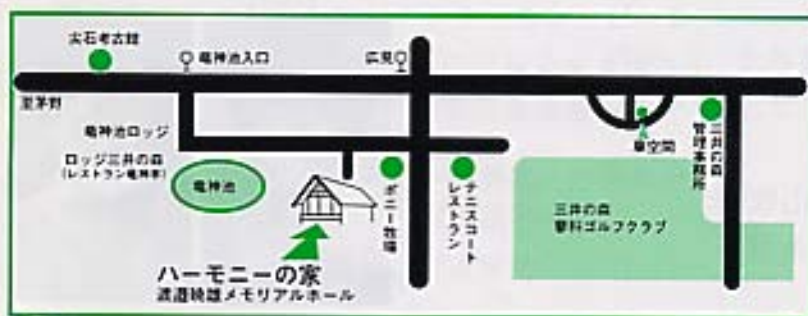 尖石考古館
竜神池入口
広見
至茅野
竜神池ロッジ
ロッジ三井の森
(レストラン竜神亭)
竜神池
ポニー牧場
テニスコート
レストラン
三井の森
管理事務所
三井の森
蓼科ゴルフクラブ
ハーモニーの家
渡邉暁雄メモリアルホール